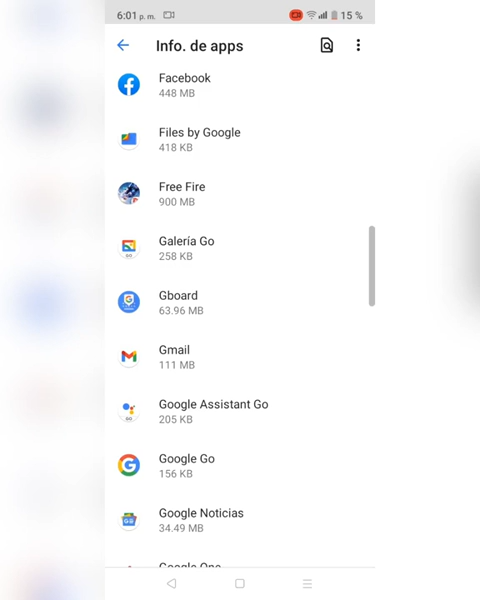 6:01 p. m. 15 %
Info. de apps
Facebook
448 MB
Files by Google
418 KB
Free Fire
900 MB
Galería Go
258 KB
Gboard
63.96 MB
Gmail
111 MB
Google Assistant Go
205 KB
Google Go
156 KB
Google Noticias
34.49 MB
Google One